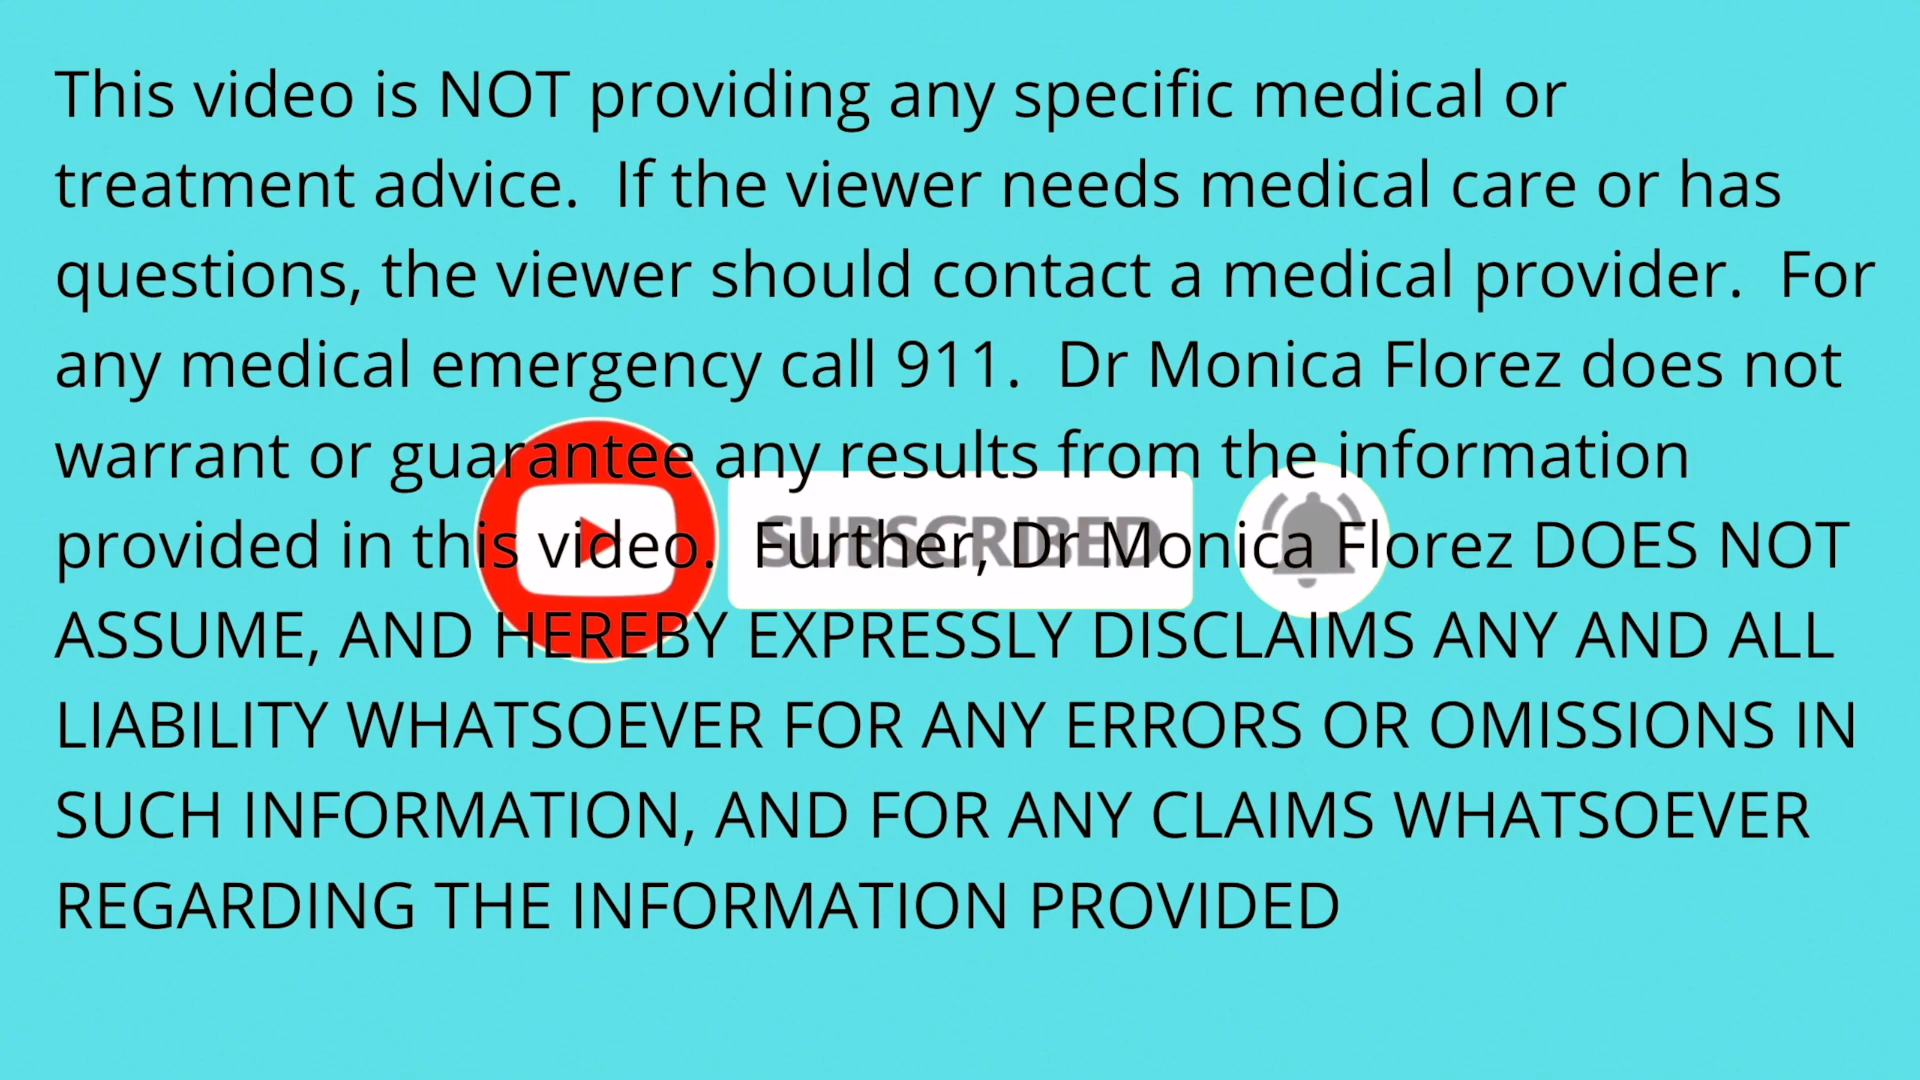 This video is NOT providing any specific medical or
treatment advice.  If the viewer needs medical care or has
questions, the viewer should contact a medical provider.  For
any medical emergency call 911.  Dr Monica Florez does not
warrant or guarantee any results from the information
provided in this video.  Further, Dr Monica Florez DOES NOT
SUBSCRIBED
ASSUME, AND HEREBY EXPRESSLY DISCLAIMS ANY AND ALL
LIABILITY WHATSOEVER FOR ANY ERRORS OR OMISSIONS IN
SUCH INFORMATION, AND FOR ANY CLAIMS WHATSOEVER
REGARDING THE INFORMATION PROVIDED